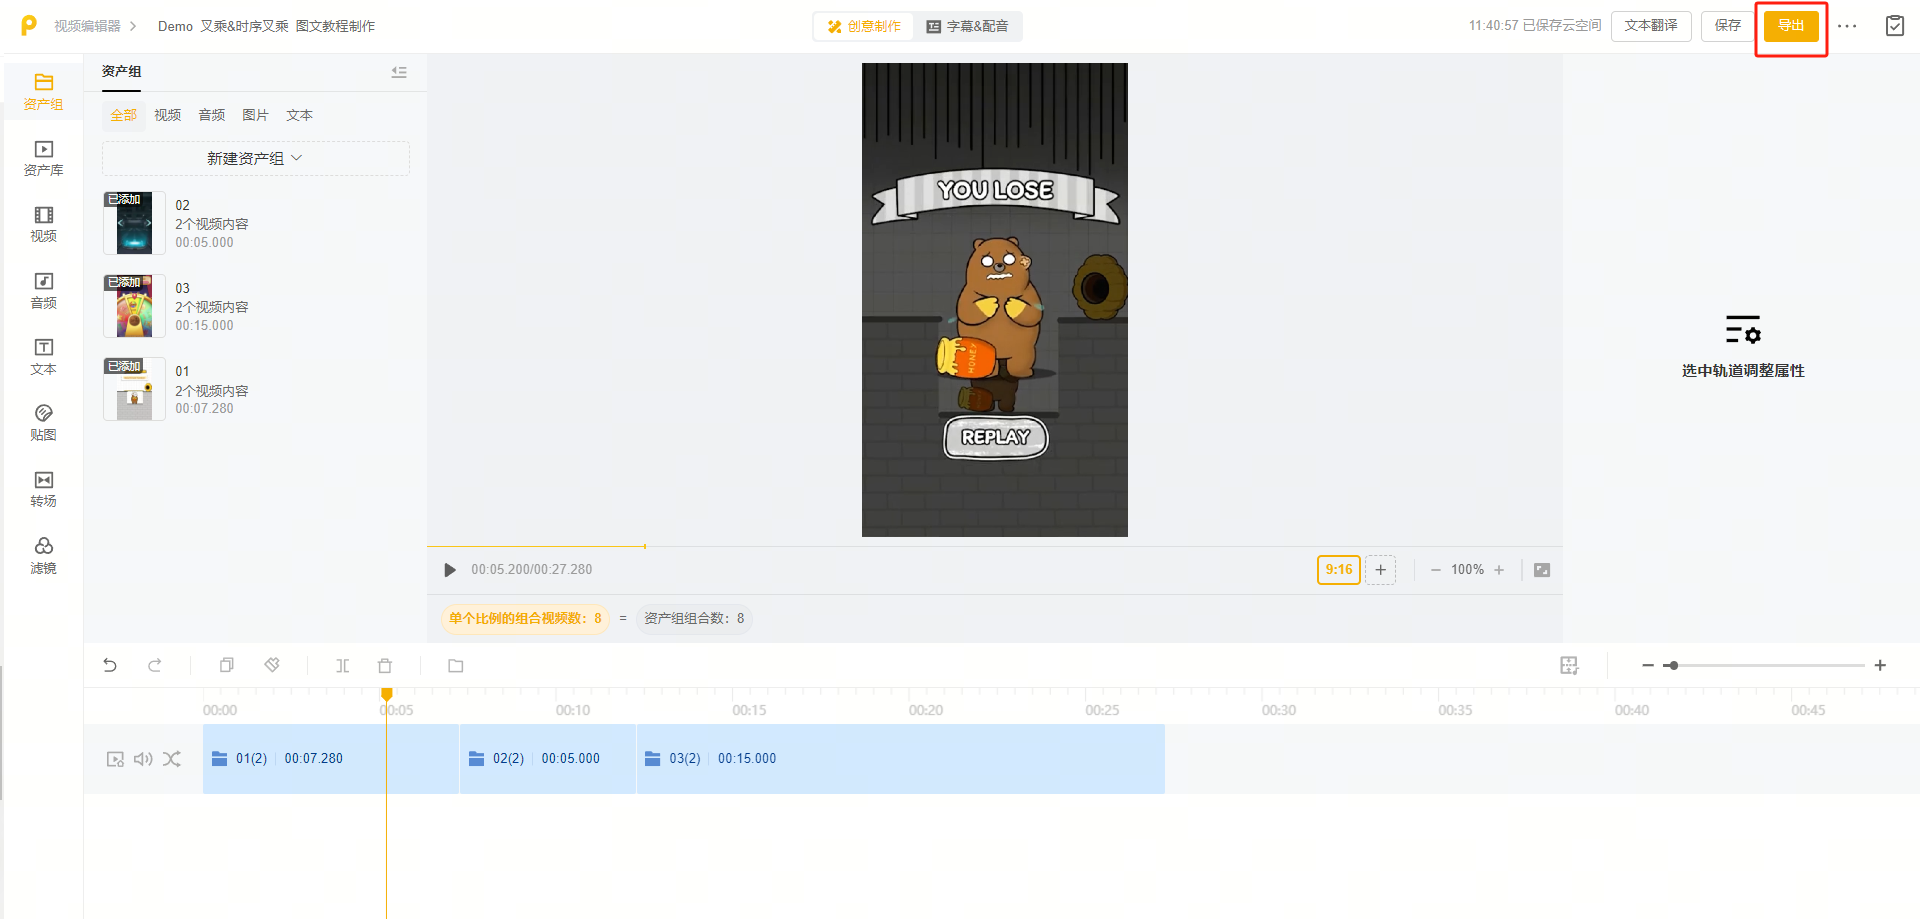 视频编辑器
Demo 叉乘&时序叉乘 图文教程制作
创意制作
字幕&配音
11:40:57 已保存云空间
文本翻译
保存
导出
资产组
资产库
视频
音频
文本
贴图
转场
滤镜
资产组
全部 视频 音频 图片 文本
新建资产组
已添加
02
2个视频内容
00:05.000
已添加
03
2个视频内容
00:15.000
已添加
01
2个视频内容
00:07.280
YOU LOSE
HONEY
REPLAY
选中轨道调整属性
00:05.200/00:27.280
9:16
100%
单个比例的组合视频数：8 = 资产组组合数：8
00:00 00:05 00:10 00:15 00:20 00:25 00:30 00:35 00:40 00:45
01(2) 00:07.280
02(2) 00:05.000
03(2) 00:15.000